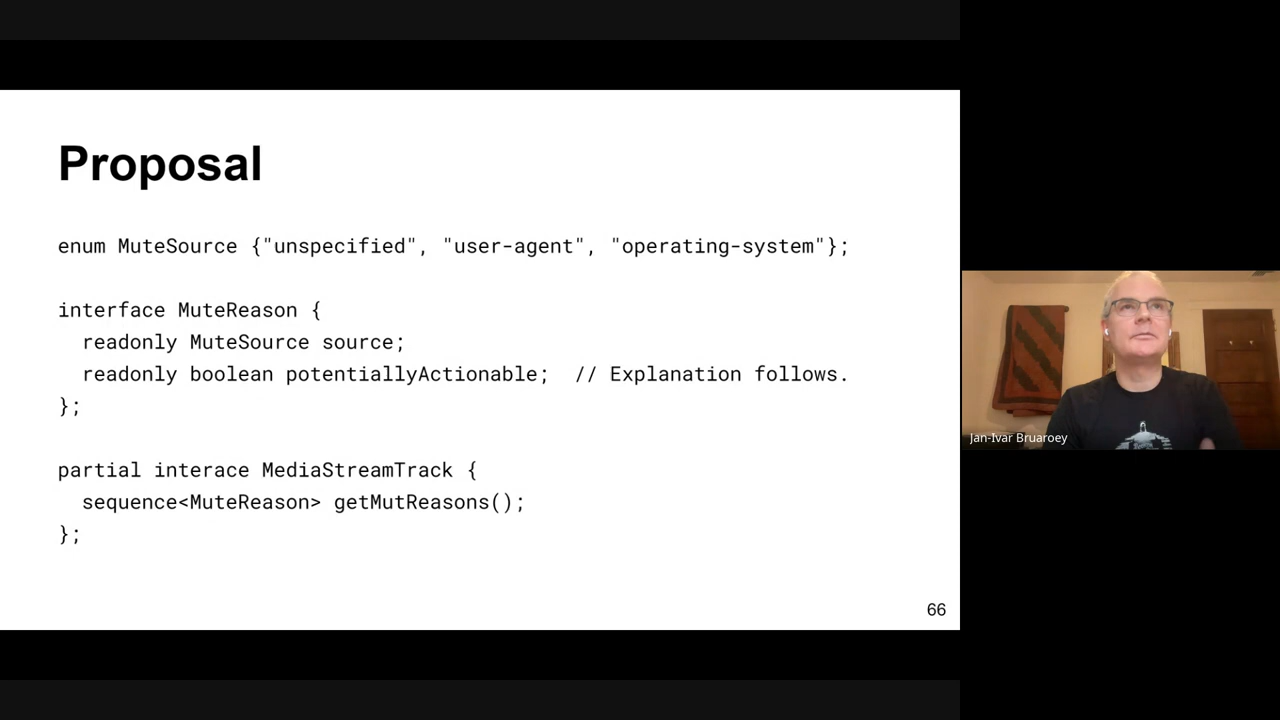 Proposal
enum MuteSource {"unspecified", "user-agent", "operating-system"};
interface MuteReason {
readonly MuteSource source;
readonly boolean potentiallyActionable; // Explanation follows.
};
partial interace MediaStreamTrack {
sequence<MuteReason> getMutReasons();
};
66
Jan-Ivar Bruaroey